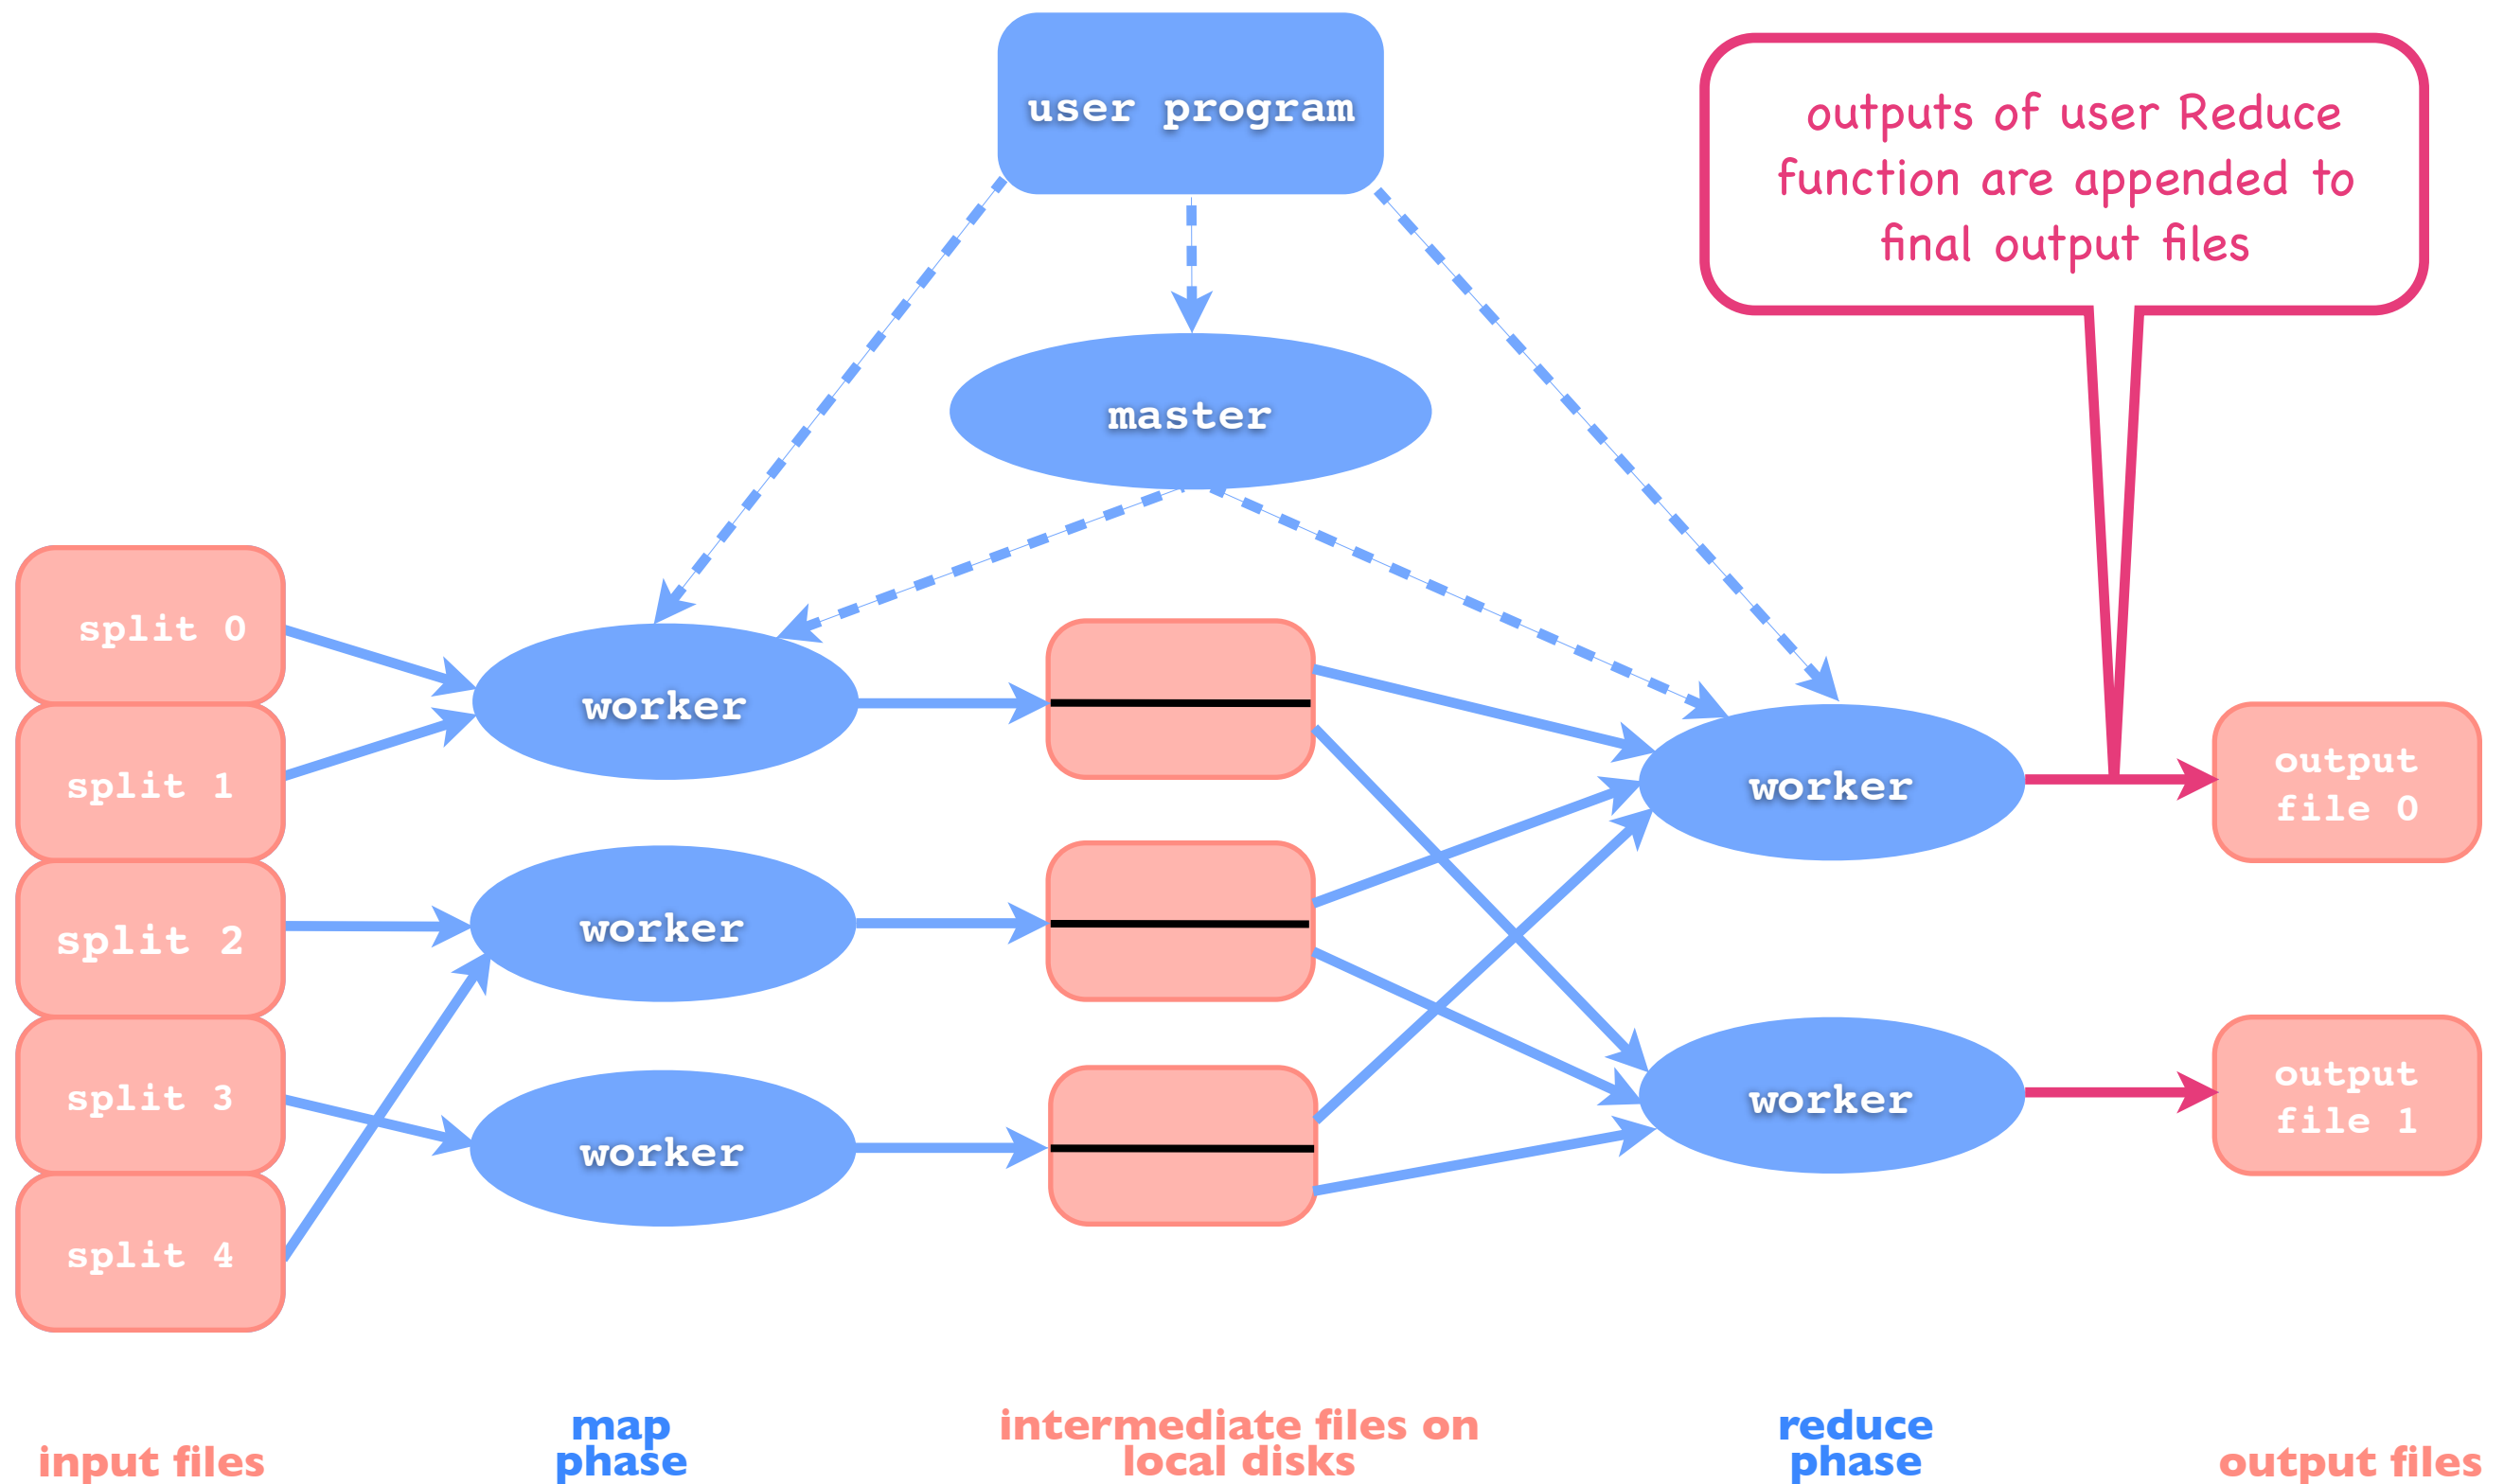 user program
outputs of user Reduce
function are appended to
final output files
master
split 0
split 1
split 2
split 3
split 4
worker
worker
worker
worker
worker
output
file 0
output
file 1
input files
map
phase
intermediate files on
local disks
reduce
phase
output files